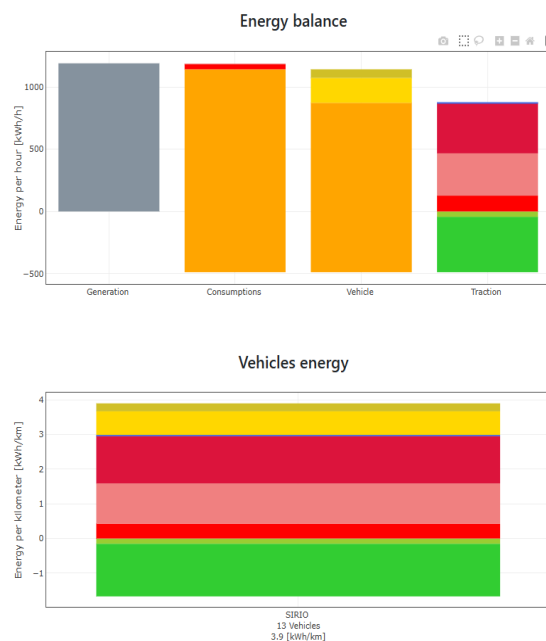 Energy balance
Energy per hour [kWh/h]
1000
500
0
−500
Generation
Consumptions
Vehicle
Traction
Vehicles energy
Energy per kilometer [kWh/km]
4
3
2
1
0
−1
SIRIO
13 Vehicles
3.9 [kWh/km]